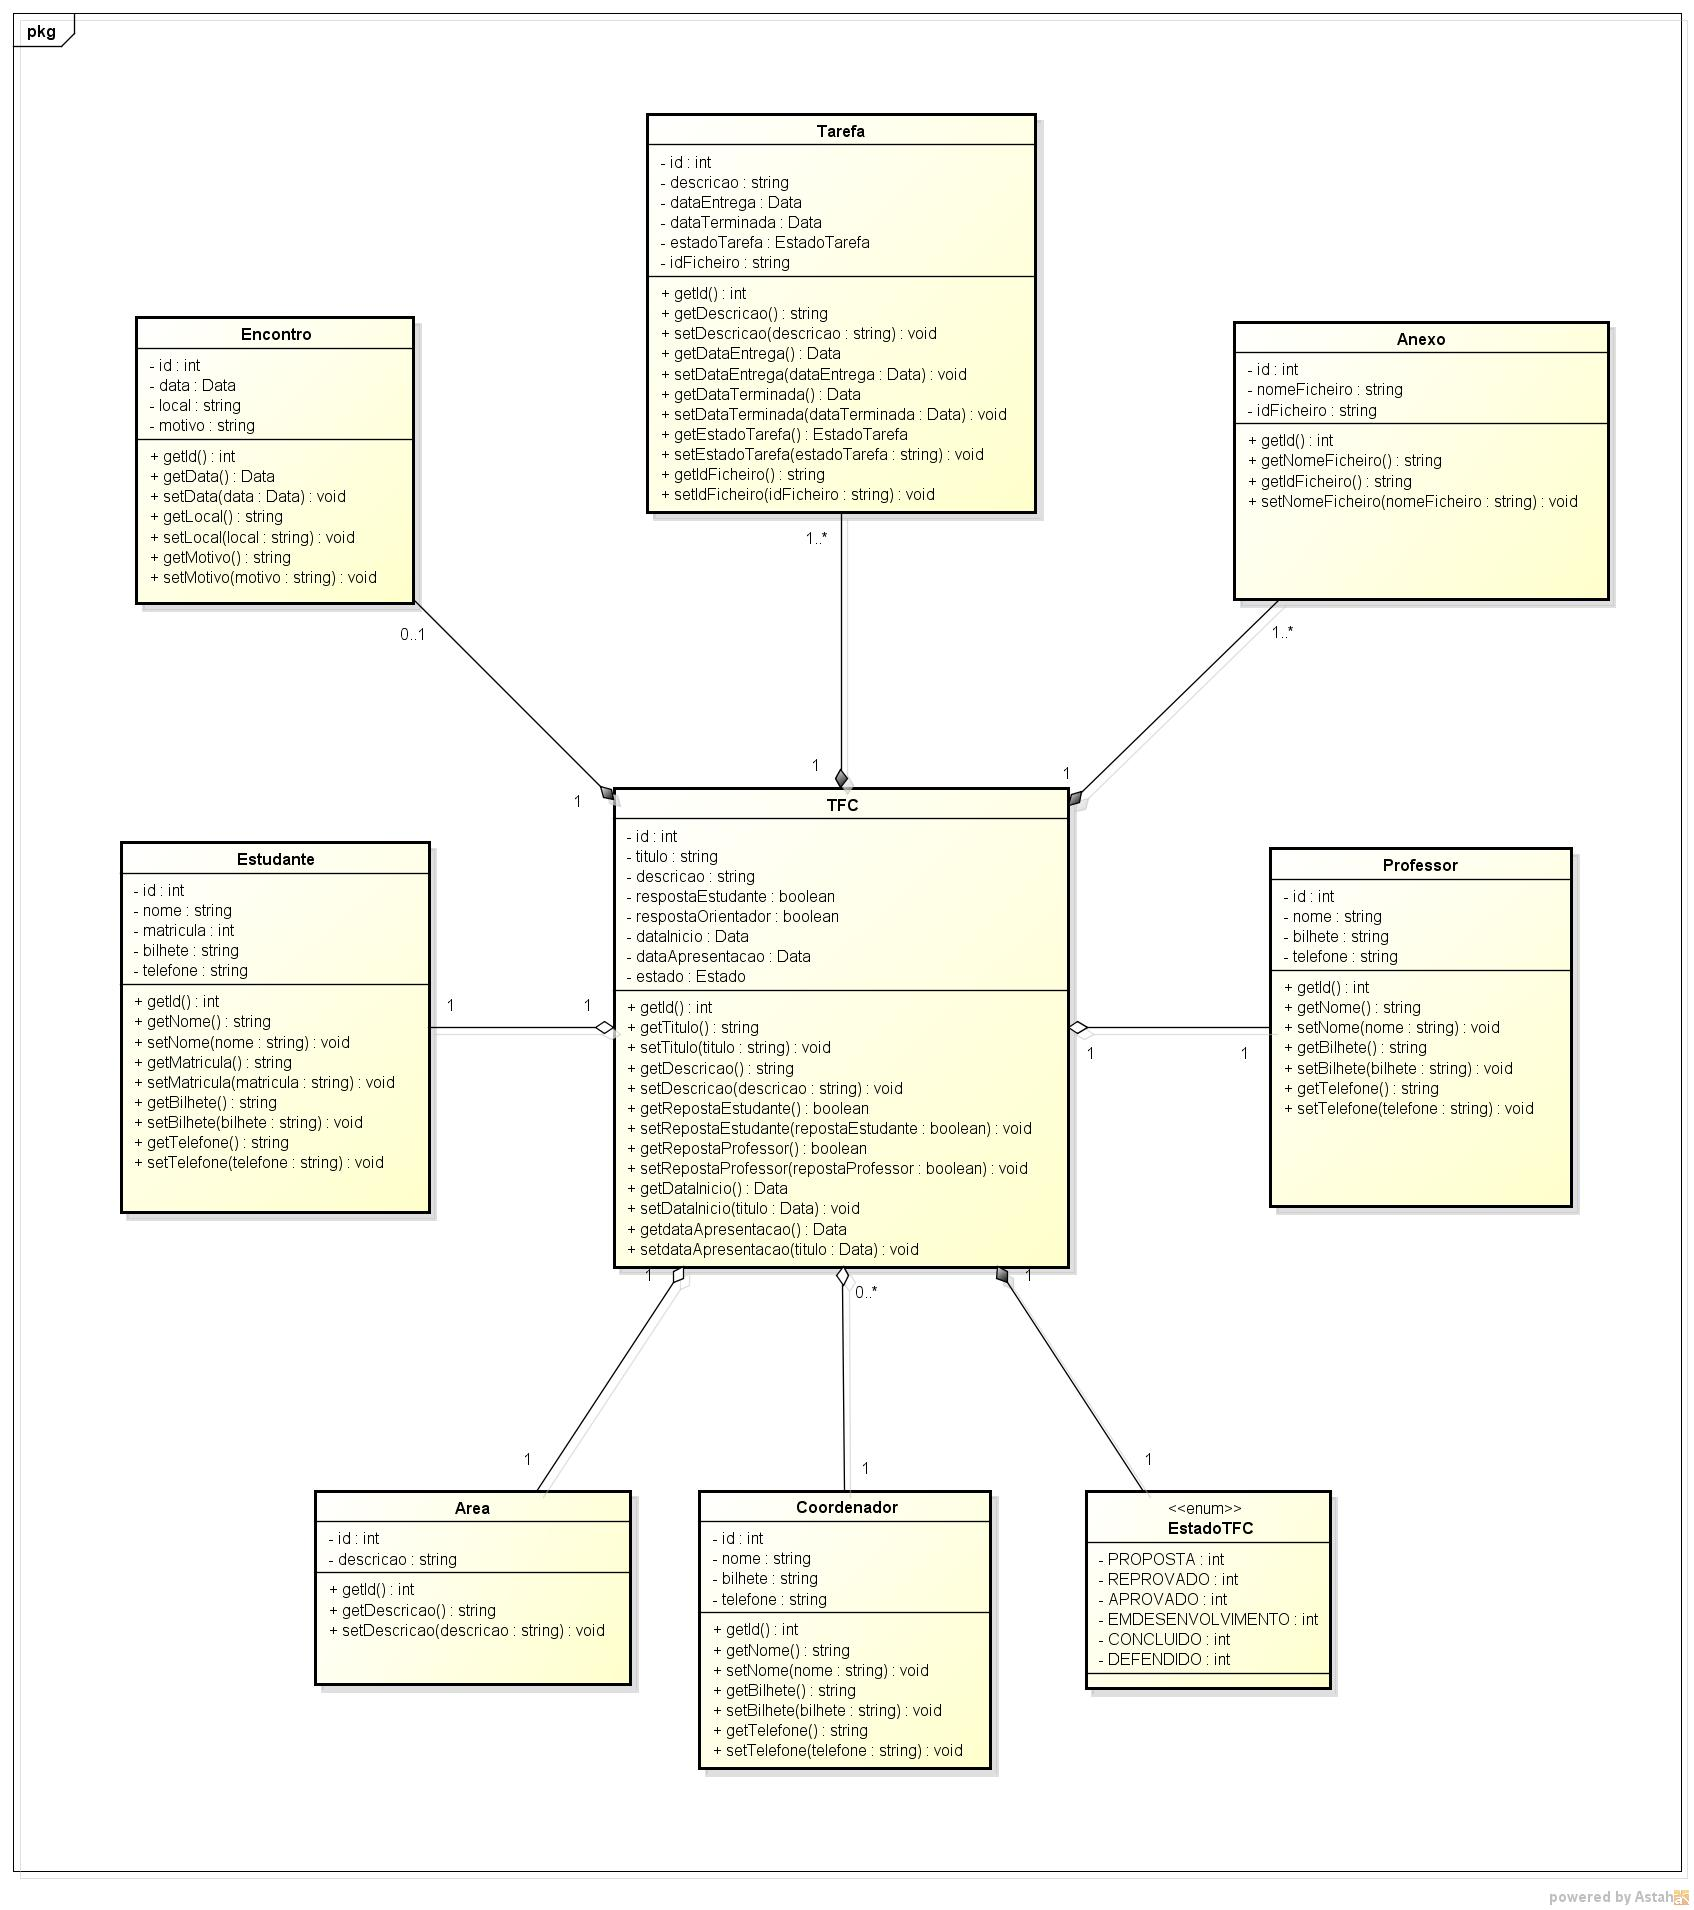 pkg
Tarefa
- id : int
- descricao : string
- dataEntrega : Data
- dataTerminada : Data
- estadoTarefa : EstadoTarefa
- idFicheiro : string
+ getId() : int
+ getDescricao() : string
+ setDescricao(descricao : string) : void
+ getDataEntrega() : Data
+ setDataEntrega(dataEntrega : Data) : void
+ getDataTerminada() : Data
+ setDataTerminada(dataTerminada : Data) : void
+ getEstadoTarefa() : EstadoTarefa
+ setEstadoTarefa(estadoTarefa : string) : void
+ getIdFicheiro() : string
+ setIdFicheiro(idFicheiro : string) : void
1..*
1
Encontro
- id : int
- data : Data
- local : string
- motivo : string
+ getId() : int
+ getData() : Data
+ setData(data : Data) : void
+ getLocal() : string
+ setLocal(local : string) : void
+ getMotivo() : string
+ setMotivo(motivo : string) : void
0..1
1
Anexo
- id : int
- nomeFicheiro : string
- idFicheiro : string
+ getId() : int
+ getNomeFicheiro() : string
+ getIdFicheiro() : string
+ setNomeFicheiro(nomeFicheiro : string) : void
1..*
1
Estudante
- id : int
- nome : string
- matricula : int
- bilhete : string
- telefone : string
+ getId() : int
+ getNome() : string
+ setNome(nome : string) : void
+ getMatricula() : string
+ setMatricula(matricula : string) : void
+ getBilhete() : string
+ setBilhete(bilhete : string) : void
+ getTelefone() : string
+ setTelefone(telefone : string) : void
1
1
TFC
- id : int
- titulo : string
- descricao : string
- respostaEstudante : boolean
- respostaOrientador : boolean
- dataInicio : Data
- dataApresentacao : Data
- estado : Estado
+ getId() : int
+ getTitulo() : string
+ setTitulo(titulo : string) : void
+ getDescricao() : string
+ setDescricao(descricao : string) : void
+ getRepostaEstudante() : boolean
+ setRepostaEstudante(repostaEstudante : boolean) : void
+ getRepostaProfessor() : boolean
+ setRepostaProfessor(repostaProfessor : boolean) : void
+ getDataInicio() : Data
+ setDataInicio(titulo : Data) : void
+ getdataApresentacao() : Data
+ setdataApresentacao(titulo : Data) : void
Professor
- id : int
- nome : string
- bilhete : string
- telefone : string
+ getId() : int
+ getNome() : string
+ setNome(nome : string) : void
+ getBilhete() : string
+ setBilhete(bilhete : string) : void
+ getTelefone() : string
+ setTelefone(telefone : string) : void
1
1
1
0..*
1
1
1
1
Area
- id : int
- descricao : string
+ getId() : int
+ getDescricao() : string
+ setDescricao(descricao : string) : void
Coordenador
- id : int
- nome : string
- bilhete : string
- telefone : string
+ getId() : int
+ getNome() : string
+ setNome(nome : string) : void
+ getBilhete() : string
+ setBilhete(bilhete : string) : void
+ getTelefone() : string
+ setTelefone(telefone : string) : void
<<enum>>
EstadoTFC
- PROPOSTA : int
- REPROVADO : int
- APROVADO : int
- EMDESENVOLVIMENTO : int
- CONCLUIDO : int
- DEFENDIDO : int
powered by Astah